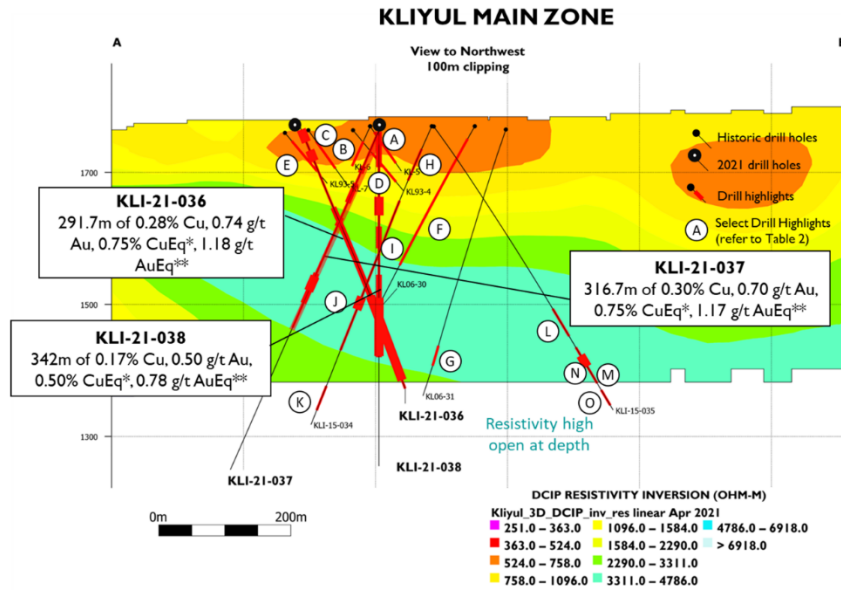 KLIYUL MAIN ZONE
A
View to Northwest
100m clipping
1700
1500
1300
C
B
A
E
H
D
F
I
J
G
K
L
N
M
O
KL-6
KL-5
KL93-5
KL-7
KL93-4
KL06-30
KL06-31
KLI-15-034
KLI-15-035
Historic drill holes
2021 drill holes
Drill highlights
A
Select Drill Highlights
(refer to Table 2)
KLI-21-036
291.7m of 0.28% Cu, 0.74 g/t
Au, 0.75% CuEq*, 1.18 g/t
AuEq**
KLI-21-037
316.7m of 0.30% Cu, 0.70 g/t Au,
0.75% CuEq*, 1.17 g/t AuEq**
KLI-21-038
342m of 0.17% Cu, 0.50 g/t Au,
0.50% CuEq*, 0.78 g/t AuEq**
KLI-21-036
KLI-21-037
KLI-21-038
Resistivity high
open at depth
0m
200m
DCIP RESISTIVITY INVERSION (OHM-M)
Kliyul_3D_DCIP_inv_res linear Apr 2021
251.0 – 363.0
1096.0 – 1584.0
4786.0 – 6918.0
363.0 – 524.0
1584.0 – 2290.0
> 6918.0
524.0 – 758.0
2290.0 – 3311.0
758.0 – 1096.0
3311.0 – 4786.0